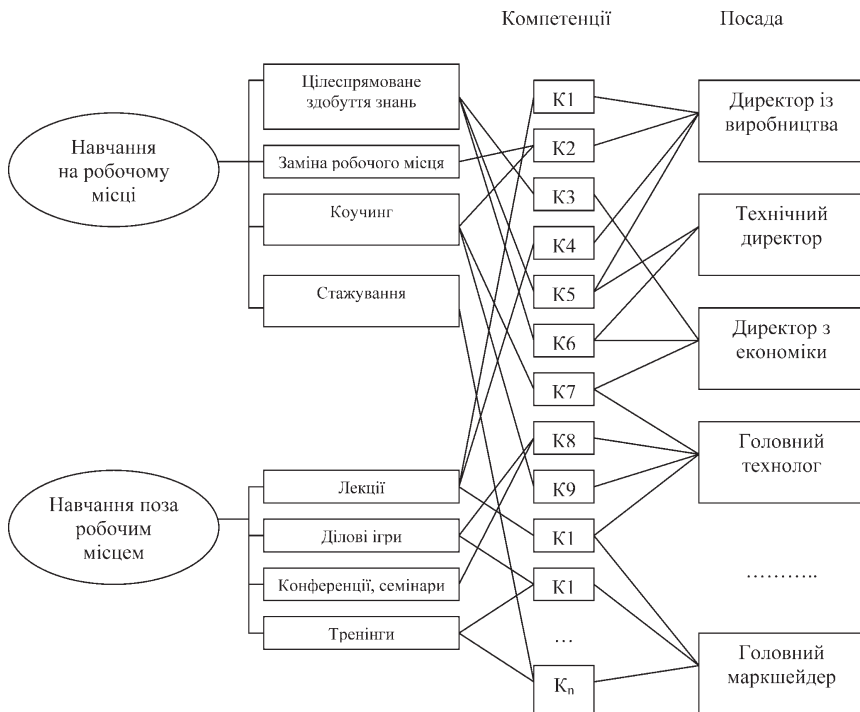 Компетенції
Посада
Навчання
на робочому
місці
Цілеспрямоване
здобуття знань
Заміна робочого місця
Коучинг
Стажування
Навчання поза
робочим
місцем
Лекції
Ділові ігри
Конференції, семінари
Тренінги
К1
К2
К3
К4
К5
К6
К7
К8
К9
К1
К1
...
Кn
Директор із
виробництва
Технічний
директор
Директор з
економіки
Головний
технолог
...........
Головний
маркшейдер